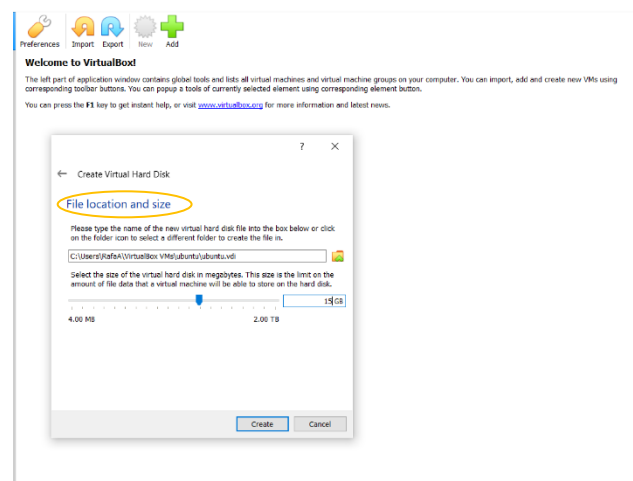 Preferences Import Export New Add
Welcome to VirtualBox!
The left part of application window contains global tools and lists all virtual machines and virtual machine groups on your computer. You can import, add and create new VMs using
corresponding toolbar buttons. You can popup a tools of currently selected element using corresponding element button.
You can press the F1 key to get instant help, or visit www.virtualbox.org for more information and latest news.
? ×
← Create Virtual Hard Disk
File location and size
Please type the name of the new virtual hard disk file into the box below or click
on the folder icon to select a different folder to create the file in.
C:\Users\RafaA\VirtualBox VMs\ubuntu\ubuntu.vdi
Select the size of the virtual hard disk in megabytes. This size is the limit on the
amount of file data that a virtual machine will be able to store on the hard disk.
15 GB
4.00 MB 2.00 TB
Create Cancel